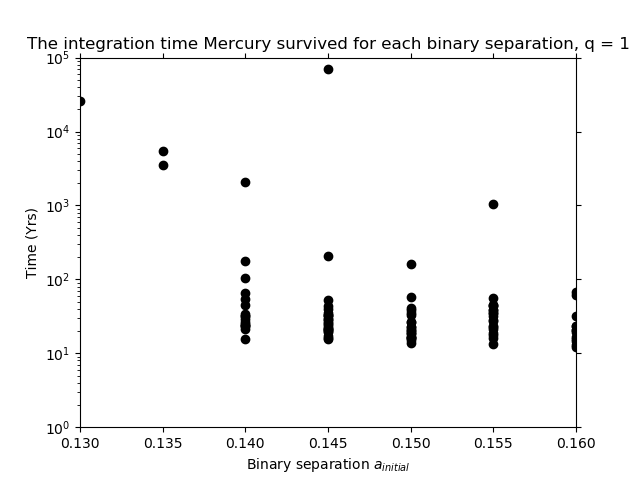 The integration time Mercury survived for each binary separation, q = 1
10^5
10^4
10^3
10^2
10^1
10^0
Time (Yrs)
0.130 0.135 0.140 0.145 0.150 0.155 0.160
Binary separation a_initial